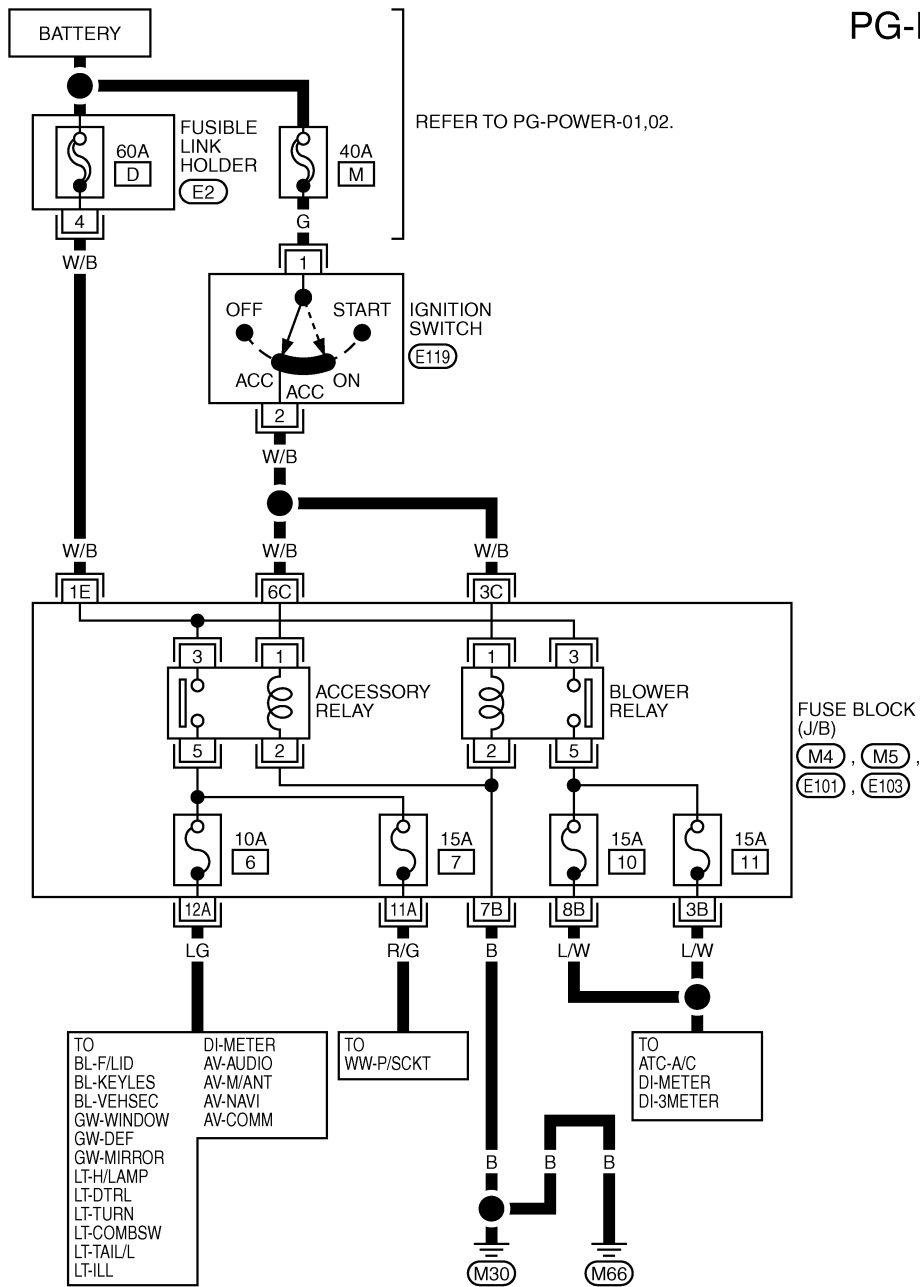 PG-
BATTERY
REFER TO PG-POWER-01,02.
60A
D
FUSIBLE
LINK
HOLDER
E2
40A
M
4
G
W/B
1
OFF
START
IGNITION
SWITCH
E119
ACC
ACC
ON
2
W/B
W/B
W/B
W/B
1E
6C
3C
3
1
1
3
ACCESSORY
RELAY
BLOWER
RELAY
5
2
2
5
FUSE BLOCK
(J/B)
M4 , M5 ,
E101 , E103
10A
6
15A
7
15A
10
15A
11
12A
11A
7B
8B
3B
LG
R/G
B
L/W
L/W
TO
BL-F/LID
BL-KEYLES
BL-VEHSEC
GW-WINDOW
GW-DEF
GW-MIRROR
LT-H/LAMP
LT-DTRL
LT-TURN
LT-COMBSW
LT-TAIL/L
LT-ILL
DI-METER
AV-AUDIO
AV-M/ANT
AV-NAVI
AV-COMM
TO
WW-P/SCKT
TO
ATC-A/C
DI-METER
DI-3METER
B
B
B
M30
M66